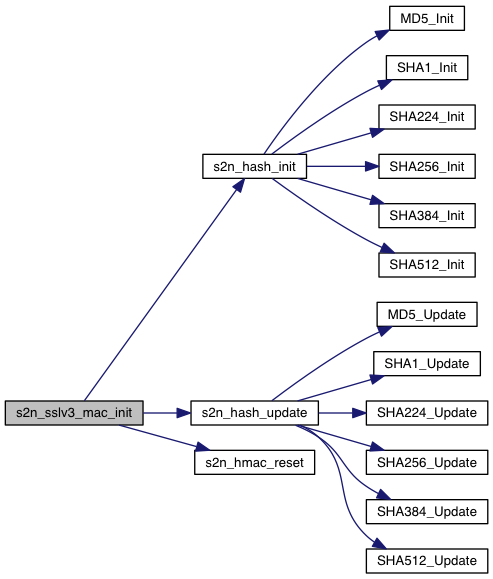 MD5_Init
SHA1_Init
SHA224_Init
s2n_hash_init
SHA256_Init
SHA384_Init
SHA512_Init
MD5_Update
SHA1_Update
s2n_sslv3_mac_init
s2n_hash_update
SHA224_Update
s2n_hmac_reset
SHA256_Update
SHA384_Update
SHA512_Update